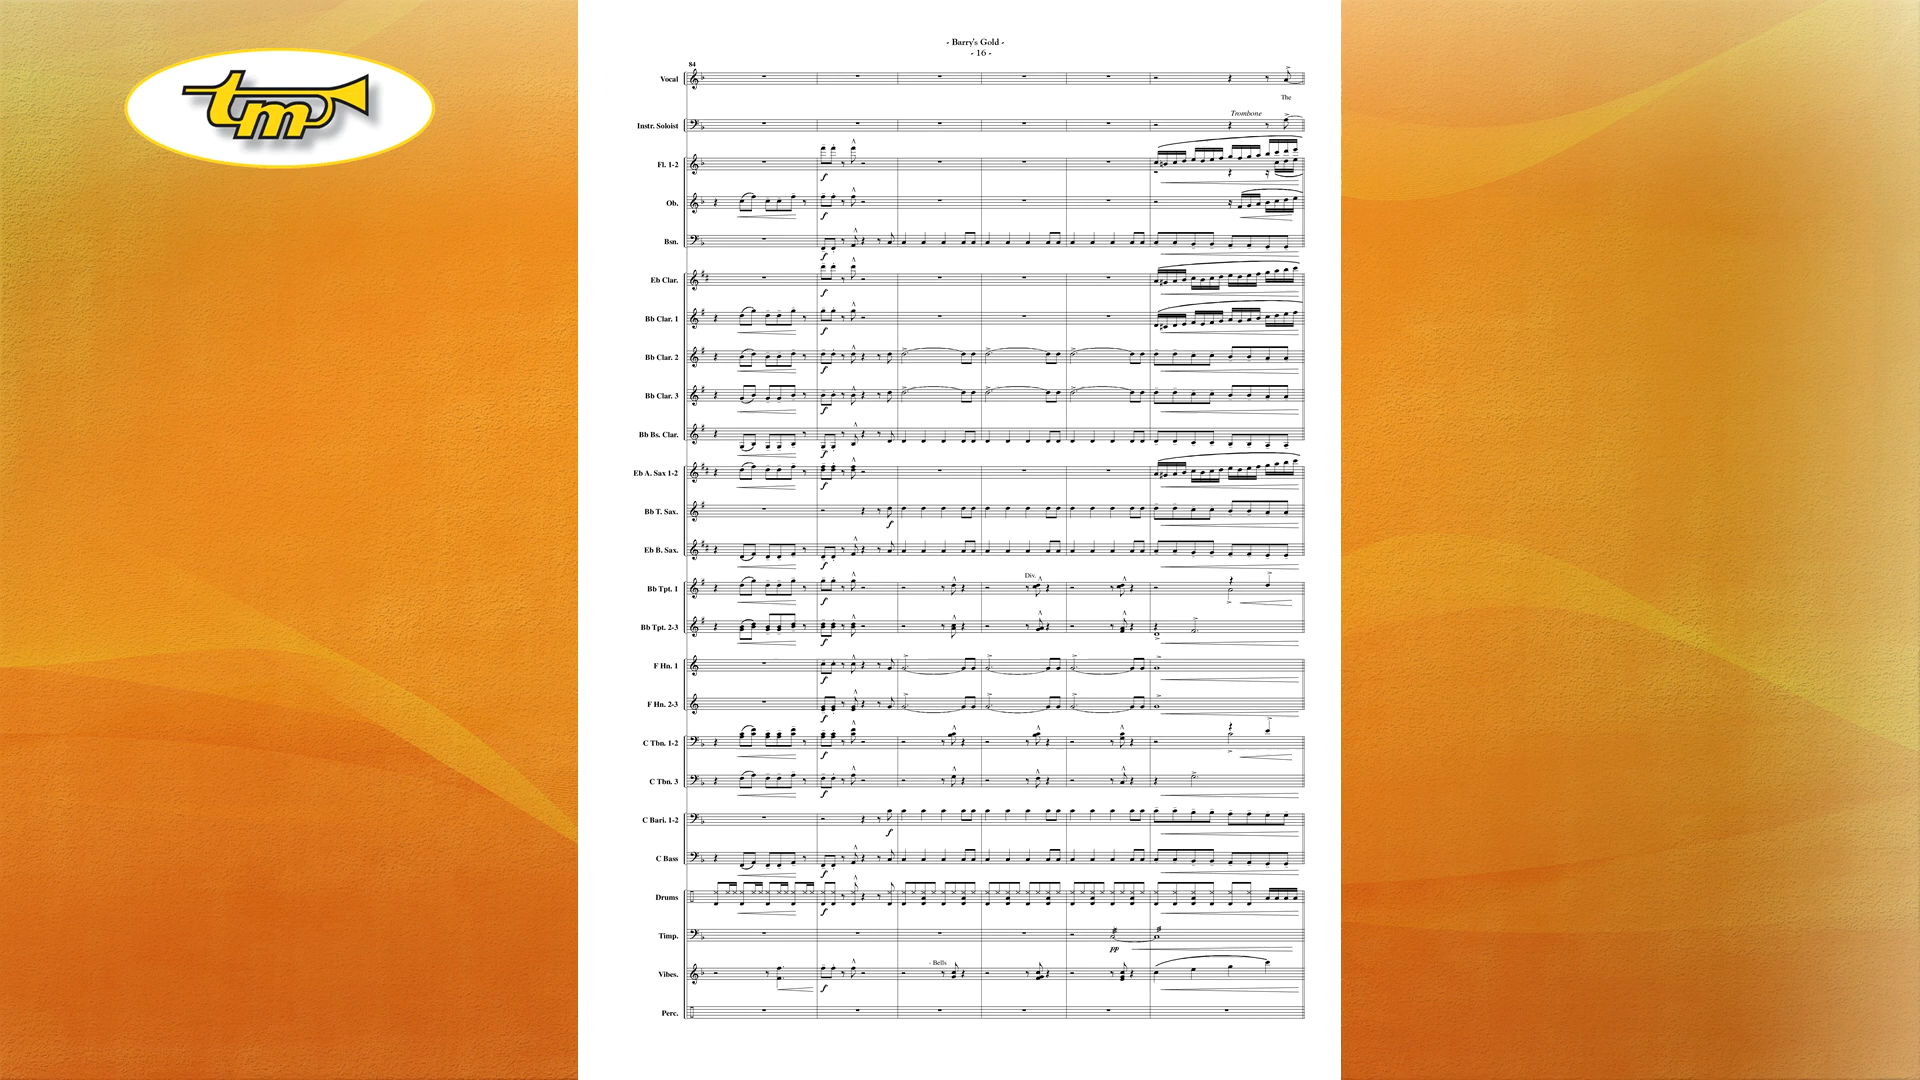 tm
- Barry's Gold -
- 16 -
84
Vocal
The
Trombone
Instr. Soloist
Fl. 1-2
f
Ob.
f
Bsn.
f
Eb Clar.
f
Bb Clar. 1
f
Bb Clar. 2
f
Bb Clar. 3
f
Bb Bs. Clar.
f
Eb A. Sax 1-2
f
Bb T. Sax.
f
Eb B. Sax.
f
Div.
Bb Tpt. 1
f
Bb Tpt. 2-3
f
F Hn. 1
f
F Hn. 2-3
f
C Tbn. 1-2
f
C Tbn. 3
f
C Bari. 1-2
f
C Bass
f
Drums
f
Timp.
pp
- Bells
Vibes.
f
Perc.